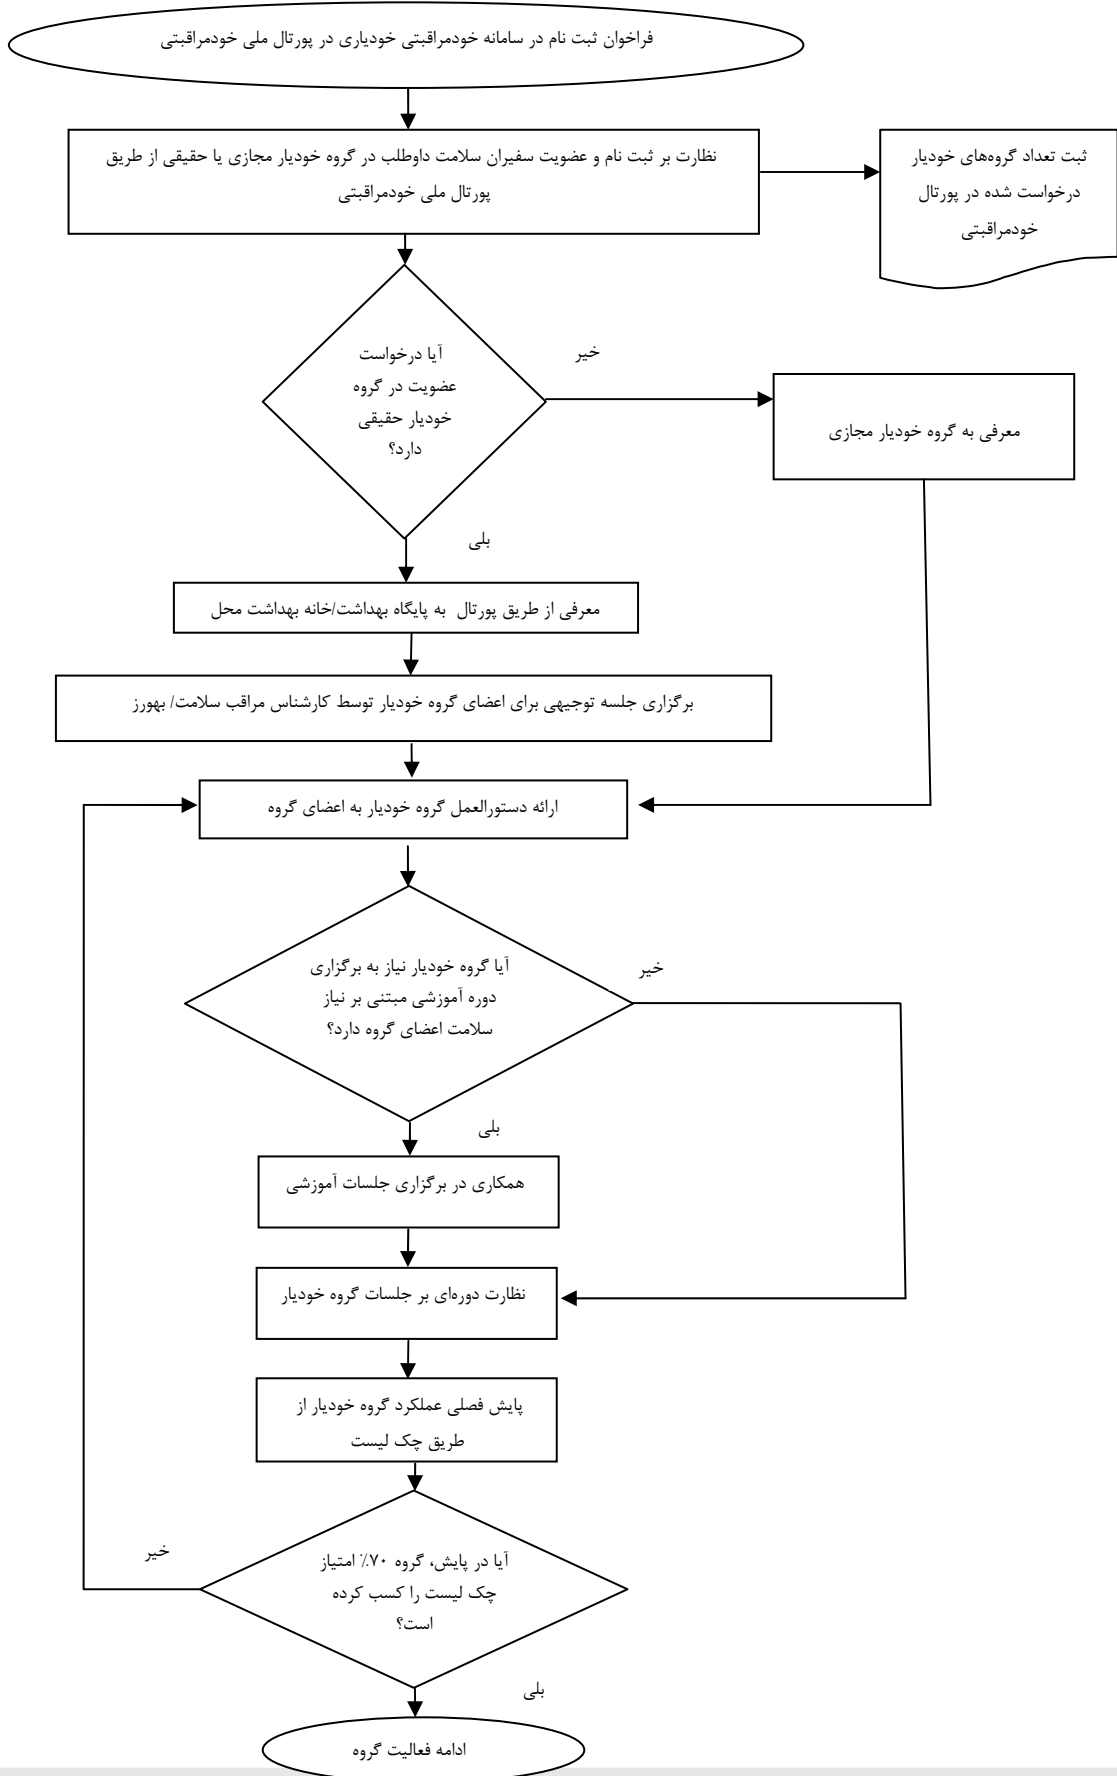 فراخوان ثبت نام در سامانه خودمراقبتی خودیاری در پورتال ملی خودمراقبتی
نظارت بر ثبت نام و عضویت سفیران سلامت داوطلب در گروه خودیار مجازی یا حقیقی از طریق
پورتال ملی خودمراقبتی
ثبت تعداد گروه‌های خودیار
درخواست شده در پورتال
خودمراقبتی
آیا درخواست
عضویت در گروه
خودیار حقیقی
دارد؟
خیر
معرفی به گروه خودیار مجازی
بلی
معرفی از طریق پورتال به پایگاه بهداشت/خانه بهداشت محل
برگزاری جلسه توجیهی برای اعضای گروه خودیار توسط کارشناس مراقب سلامت/ بهورز
ارائه دستورالعمل گروه خودیار به اعضای گروه
آیا گروه خودیار نیاز به برگزاری
دوره آموزشی مبتنی بر نیاز
سلامت اعضای گروه دارد؟
خیر
بلی
همکاری در برگزاری جلسات آموزشی
نظارت دوره‌ای بر جلسات گروه خودیار
پایش فصلی عملکرد گروه خودیار از
طریق چک لیست
آیا در پایش، گروه ۷۰٪ امتیاز
چک لیست را کسب کرده
است؟
خیر
بلی
ادامه فعالیت گروه